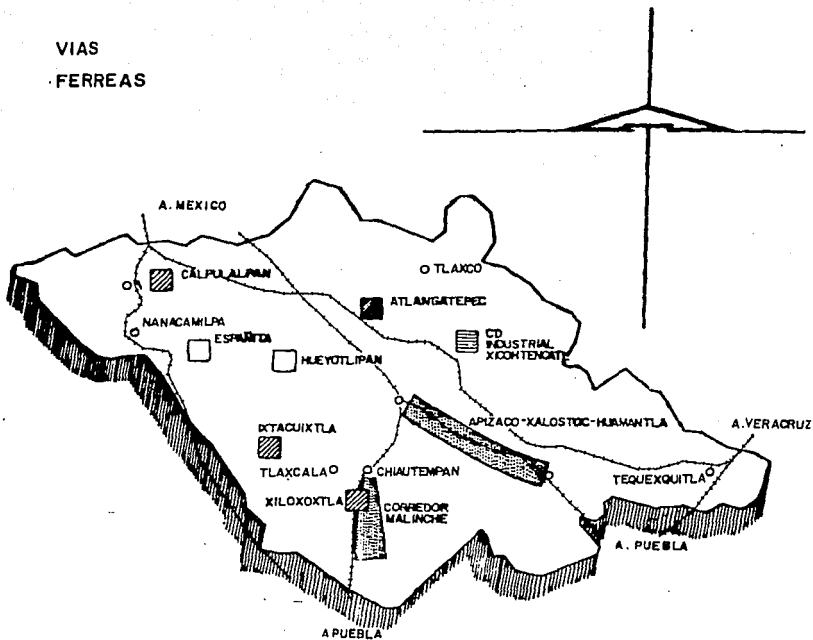 VIAS
FERREAS
A. MEXICO
TLAXCO
CALPULALPAN
ATLANGATEPEC
NANACAMILPA
ESPAÑITA
CD
INDUSTRIAL
XICOHTENCATL
HUEYOTLIPAN
APIZACO-XALOSTOC-HUAMANTLA
A. VERACRUZ
IXTACUIXTLA
TLAXCALA
CHIAUTEMPAN
TEQUEXQUITLA
XILOXOXTLA
CORREDOR
MALINCHE
A. PUEBLA
A PUEBLA